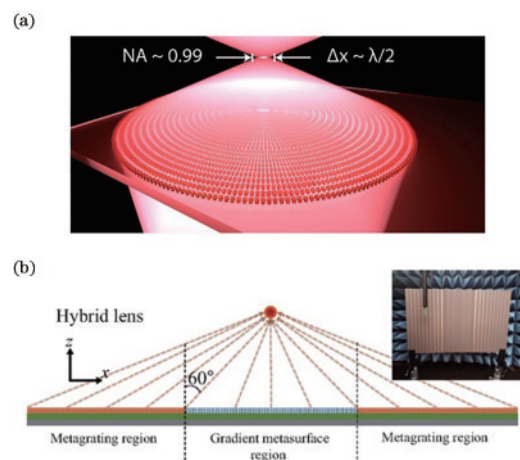 (a)
NA ~ 0.99
Δx ~ λ/2
(b)
Hybrid lens
z
x
60°
Metagrating region
Gradient metasurface
region
Metagrating region